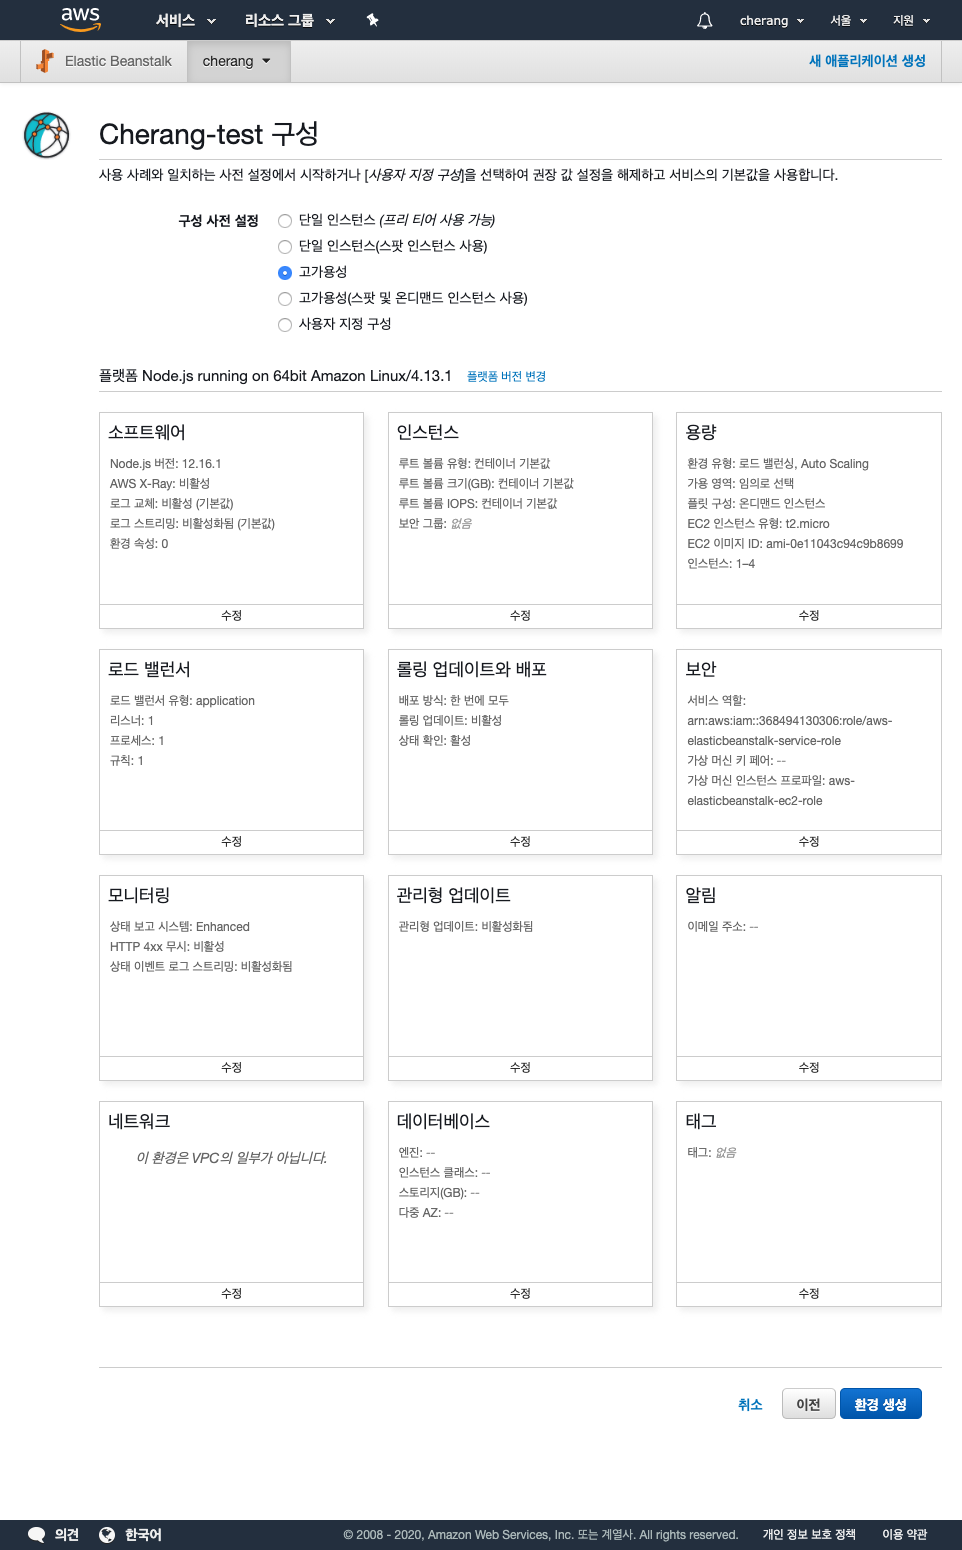 aws 서비스 리소스 그룹 cherang 서울 지원
Elastic Beanstalk cherang 새 애플리케이션 생성
Cherang-test 구성
사용 사례와 일치하는 사전 설정에서 시작하거나 [사용자 지정 구성]을 선택하여 권장 값 설정을 해제하고 서비스의 기본값을 사용합니다.
구성 사전 설정
단일 인스턴스 (프리 티어 사용 가능)
단일 인스턴스(스팟 인스턴스 사용)
고가용성
고가용성(스팟 및 온디맨드 인스턴스 사용)
사용자 지정 구성
플랫폼 Node.js running on 64bit Amazon Linux/4.13.1 플랫폼 버전 변경
소프트웨어
Node.js 버전: 12.16.1
AWS X-Ray: 비활성
로그 교체: 비활성 (기본값)
로그 스트리밍: 비활성화됨 (기본값)
환경 속성: 0
수정
인스턴스
루트 볼륨 유형: 컨테이너 기본값
루트 볼륨 크기(GB): 컨테이너 기본값
루트 볼륨 IOPS: 컨테이너 기본값
보안 그룹: 없음
수정
용량
환경 유형: 로드 밸런싱, Auto Scaling
가용 영역: 임의로 선택
플릿 구성: 온디맨드 인스턴스
EC2 인스턴스 유형: t2.micro
EC2 이미지 ID: ami-0e11043c94c9b8699
인스턴스: 1–4
수정
로드 밸런서
로드 밸런서 유형: application
리스너: 1
프로세스: 1
규칙: 1
수정
롤링 업데이트와 배포
배포 방식: 한 번에 모두
롤링 업데이트: 비활성
상태 확인: 활성
수정
보안
서비스 역할:
arn:aws:iam::368494130306:role/aws-
elasticbeanstalk-service-role
가상 머신 키 페어: --
가상 머신 인스턴스 프로파일: aws-
elasticbeanstalk-ec2-role
수정
모니터링
상태 보고 시스템: Enhanced
HTTP 4xx 무시: 비활성
상태 이벤트 로그 스트리밍: 비활성화됨
수정
관리형 업데이트
관리형 업데이트: 비활성화됨
수정
알림
이메일 주소: --
수정
네트워크
이 환경은 VPC의 일부가 아닙니다.
수정
데이터베이스
엔진: --
인스턴스 클래스: --
스토리지(GB): --
다중 AZ: --
수정
태그
태그: 없음
수정
취소 이전 환경 생성
의견 한국어 © 2008 - 2020, Amazon Web Services, Inc. 또는 계열사. All rights reserved. 개인 정보 보호 정책 이용 약관